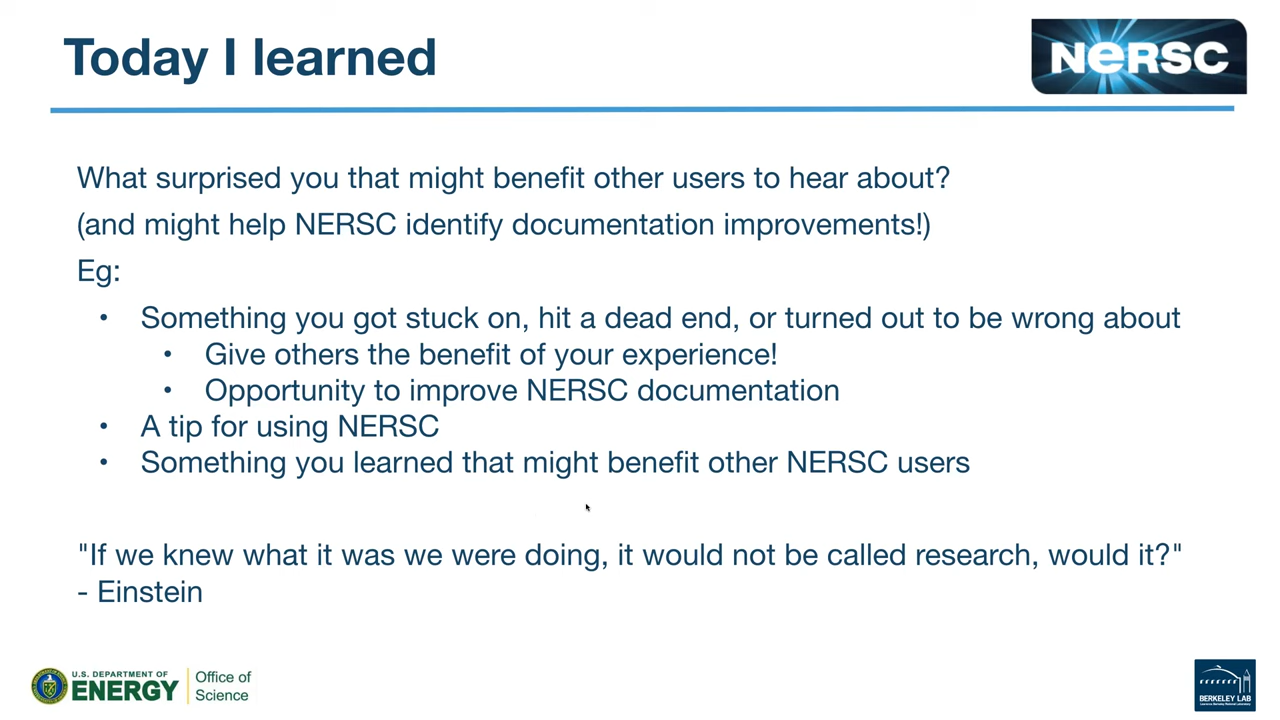 Today I learned
NERSC
What surprised you that might benefit other users to hear about?
(and might help NERSC identify documentation improvements!)
Eg:
• Something you got stuck on, hit a dead end, or turned out to be wrong about
• Give others the benefit of your experience!
• Opportunity to improve NERSC documentation
• A tip for using NERSC
• Something you learned that might benefit other NERSC users
"If we knew what it was we were doing, it would not be called research, would it?"
- Einstein
U.S. DEPARTMENT OF
ENERGY
Office of
Science
BERKELEY LAB
Lawrence Berkeley National Laboratory